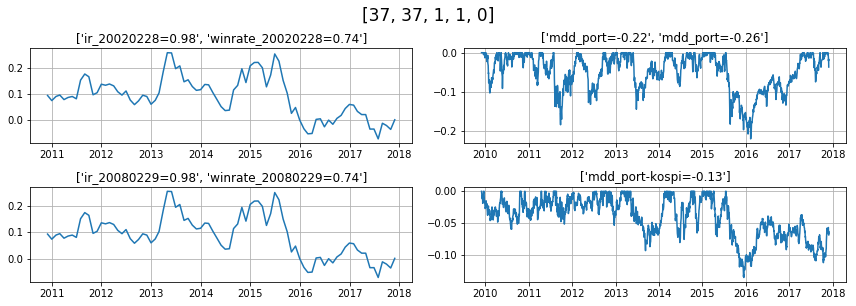 [37, 37, 1, 1, 0]
['ir_20020228=0.98', 'winrate_20020228=0.74']
0.2
0.1
0.0
2011 2012 2013 2014 2015 2016 2017 2018
['mdd_port=-0.22', 'mdd_port=-0.26']
0.0
−0.1
−0.2
2010 2011 2012 2013 2014 2015 2016 2017 2018
['ir_20080229=0.98', 'winrate_20080229=0.74']
0.2
0.1
0.0
2011 2012 2013 2014 2015 2016 2017 2018
['mdd_port-kospi=-0.13']
0.00
−0.05
−0.10
2010 2011 2012 2013 2014 2015 2016 2017 2018